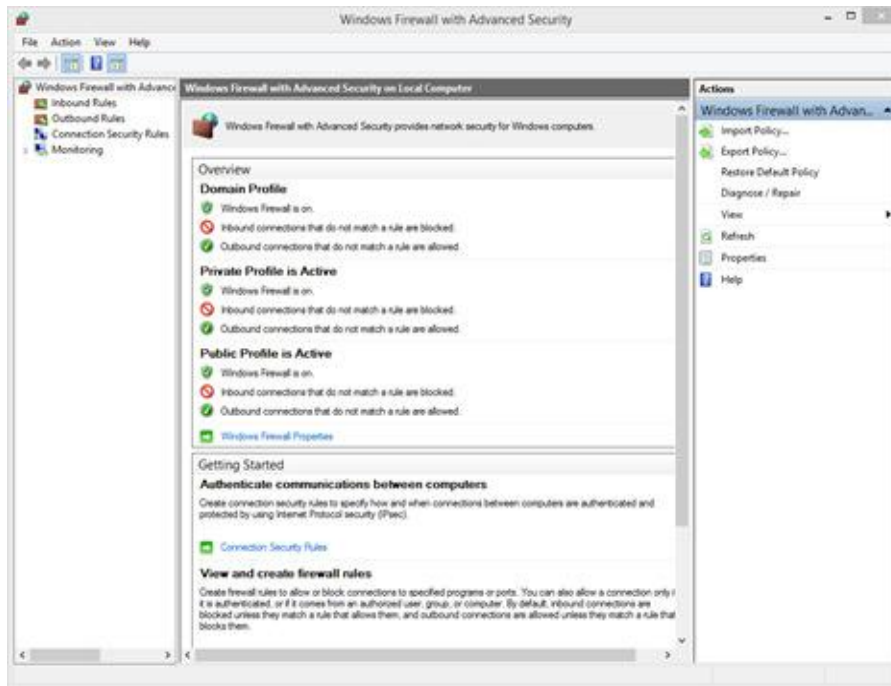 Windows Firewall with Advanced Security
File Action View Help
Windows Firewall with Advance
Inbound Rules
Outbound Rules
Connection Security Rules
Monitoring
Windows Firewall with Advanced Security on Local Computer
Windows Firewall with Advanced Security provides network security for Windows computers.
Overview
Domain Profile
Windows Firewall is on.
Inbound connections that do not match a rule are blocked.
Outbound connections that do not match a rule are allowed.
Private Profile is Active
Windows Firewall is on.
Inbound connections that do not match a rule are blocked.
Outbound connections that do not match a rule are allowed.
Public Profile is Active
Windows Firewall is on.
Inbound connections that do not match a rule are blocked.
Outbound connections that do not match a rule are allowed.
Windows Firewall Properties
Getting Started
Authenticate communications between computers
Create connection security rules to specify how and when connections between computers are authenticated and
protected by using Internet Protocol security (IPsec).
Connection Security Rules
View and create firewall rules
Create firewall rules to allow or block connections to specified programs or ports. You can also allow a connection only i
it is authenticated, or if it comes from an authorized user, group, or computer. By default, inbound connections are
blocked unless they match a rule that allows them, and outbound connections are allowed unless they match a rule that
blocks them.
Actions
Windows Firewall with Advan...
Import Policy...
Export Policy...
Restore Default Policy
Diagnose / Repair
View
Refresh
Properties
Help